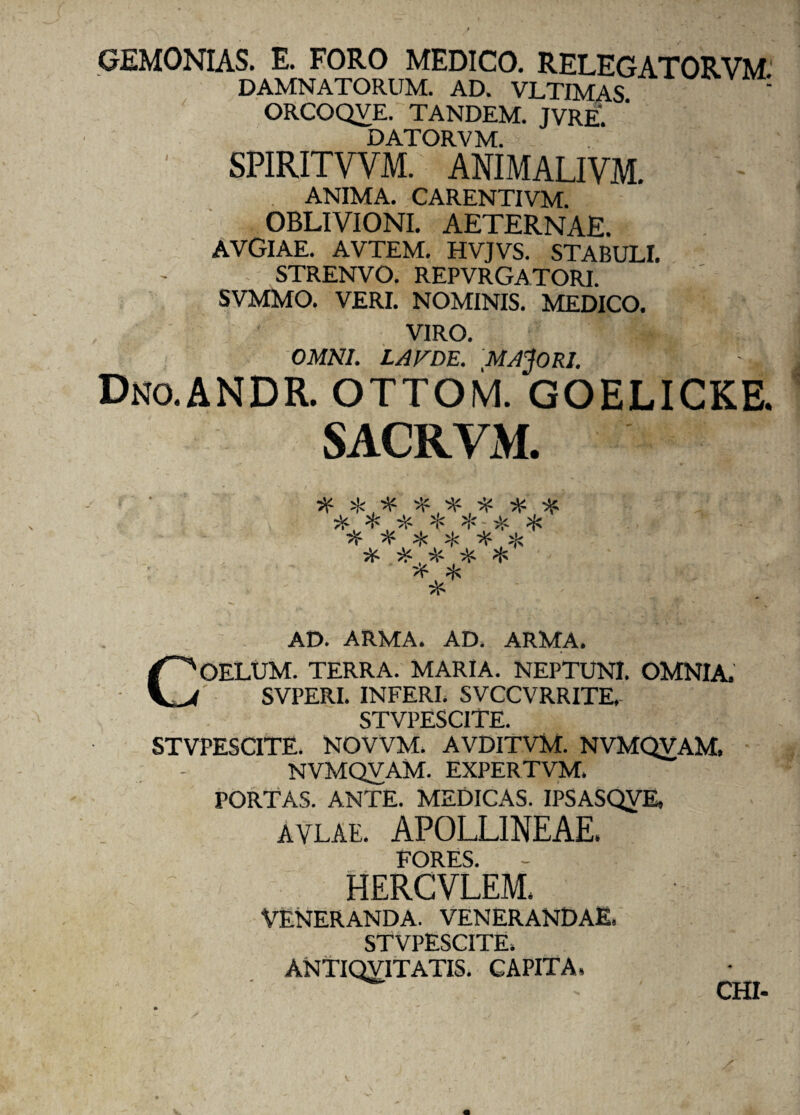 GEMONIAS. E. FORO MEDICO. RELEGATORVM.
DAMNATORUM. AD. VLTIMAS.
ORCOQVE. TANDEM. JVRE.
DATORVM.
SPIRITVVM. ANIMALIVM.
ANIMA. CARENTIVM.
OBLIVIONI. AETERNAE.
AVGIAE. AVTEM. HVJVS. STABULI.
STRENVO. REPVRGATORI.
SVMMO. VERI. NOMINIS. MEDICO.
VIRO.
OMNI. LAVDE. MAJORI.
DNO. ANDR. OTTOM. GOELICKE.
SACRVM.
* * * * * * * *
* * * * * * *
* * * * * *
* * * * *
* *
*
AD. ARMA. AD. ARMA.
COELUM. TERRA. MARIA. NEPTUNI. OMNIA.
SVPERI. INFERI. SVCCVRRITE.
STVPESCITE.
STVPESCITE. NOVVM. AVDITVM. NVMQVAM.
NVMQVAM. EXPERTVM.
PORTAS. ANTE. MEDICAS. IPSASQVE.
AVLAE. APOLLINEAE.
FORES.
HERCVLEM.
VENERANDA. VENERANDAE.
STVPESCITE.
ANTIQVITATIS. CAPITA.
CHI-